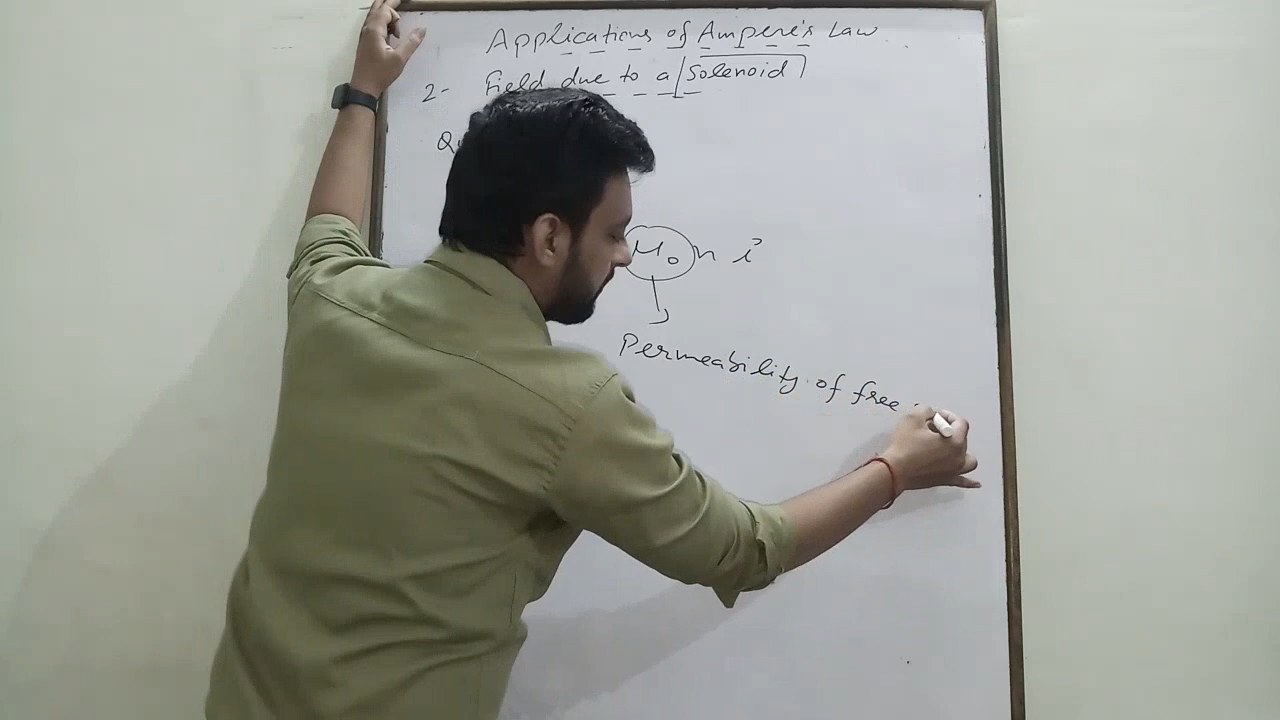 Applications of Ampere's Law
2- Field due to a Solenoid
μ₀ n i
Permeability of free